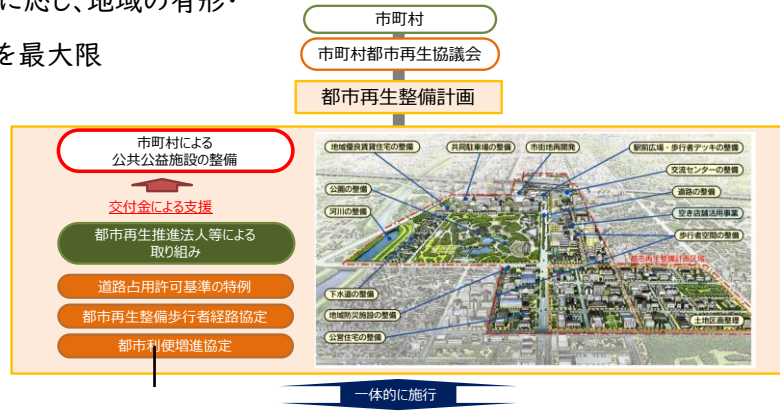 に応じ、地域の有形・
を最大限
市町村
市町村都市再生協議会
都市再生整備計画
市町村による
公共公益施設の整備
交付金による支援
都市再生推進法人等による
取り組み
道路占用許可基準の特例
都市再生整備歩行者経路協定
都市利便増進協定
地域優良賃貸住宅の整備
共同駐車場の整備
市街地再開発
駅前広場・歩行者デッキの整備
交流センターの整備
公園の整備
道路の整備
河川の整備
空き店舗活用事業
歩行者空間の整備
都市再生整備計画区域
下水道の整備
地域防災施設の整備
土地区画整理
公営住宅の整備
一体的に施行